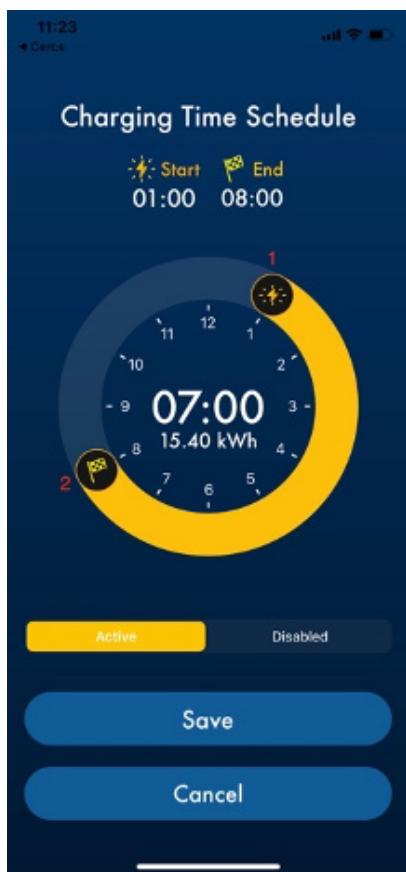 11:23
◀ Cerca
Charging Time Schedule
Start End
01:00 08:00
1
12
11 1
10 2
07:00
9 3
15.40 kWh
8 4
2
7 5
6
Active Disabled
Save
Cancel